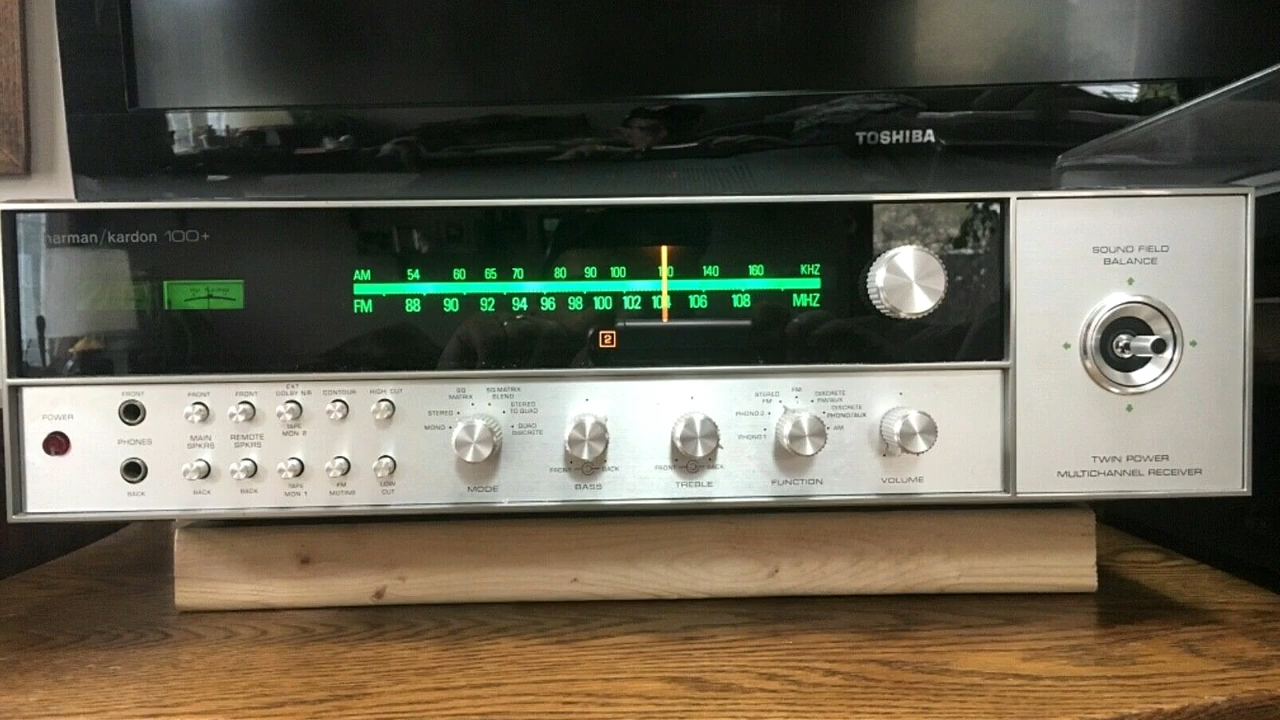 TOSHIBA
harman/kardon 100+
AM 54 60 65 70 80 90 100 140 160 KHZ
FM 88 90 92 94 96 98 100 102 104 106 108 MHZ
2
SOUND FIELD
BALANCE
TWIN POWER
MULTICHANNEL RECEIVER
POWER
FRONT
PHONES
BACK
FRONT
MAIN
SPKRS
BACK
FRONT
REMOTE
SPKRS
BACK
EXT
DOLBY N/R
TAPE
MON 2
TAPE
MON 1
CONTOUR
FM
MUTING
HIGH CUT
LOW
CUT
MONO
STEREO
SQ
MATRIX
SQ MATRIX
BLEND
STEREO
TO QUAD
QUAD
DISCRETE
MODE
FRONT BACK
BASS
FRONT BACK
TREBLE
PHONO 1
PHONO 2
STEREO
FM
FM
DISCRETE
FM/AUX
DISCRETE
PHONO/AUX
AM
FUNCTION
VOLUME